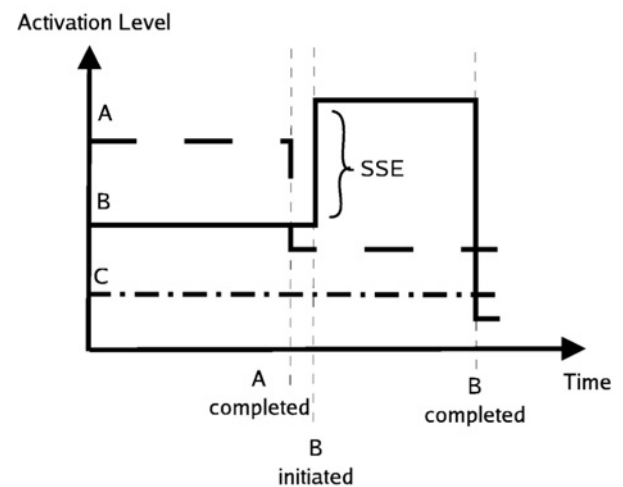 Activation Level
A
B
SSE
C
A
completed
B
initiated
B
completed
Time